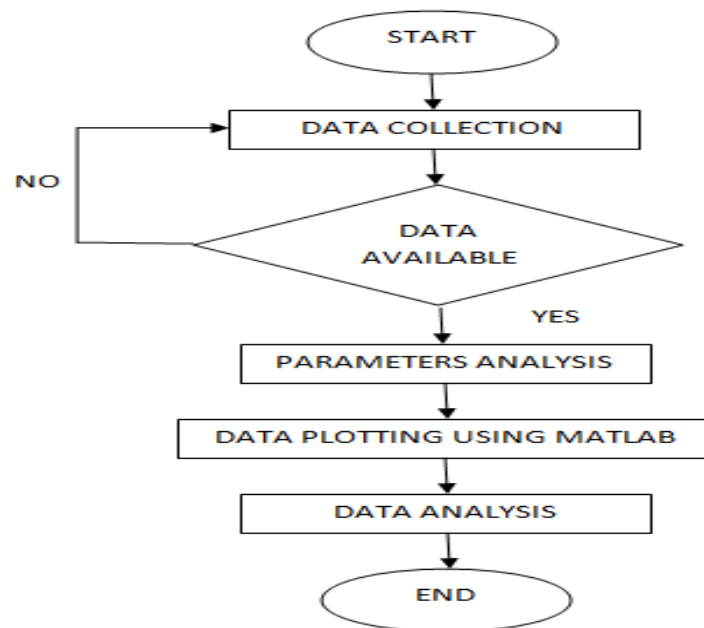 START
DATA COLLECTION
NO
DATA
AVAILABLE
YES
PARAMETERS ANALYSIS
DATA PLOTTING USING MATLAB
DATA ANALYSIS
END